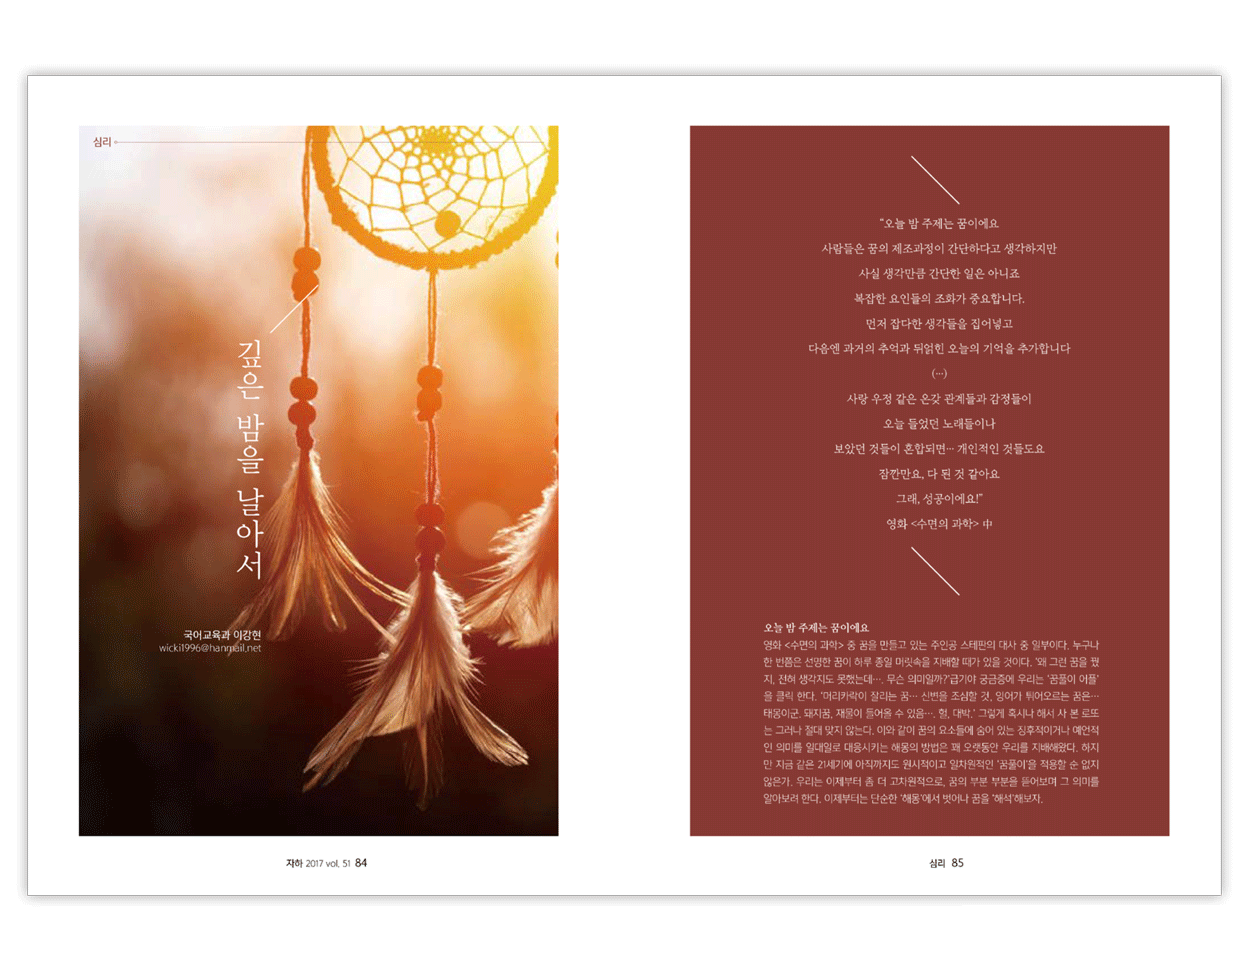 심리
깊은 밤을 날아서
국어교육과 이강현
wicki1996@hanmail.net
자하 2017 vol. 51 84
“오늘 밤 주제는 꿈이에요
사람들은 꿈의 제조과정이 간단하다고 생각하지만
사실 생각만큼 간단한 일은 아니죠
복잡한 요인들의 조화가 중요합니다.
먼저 잡다한 생각들을 집어넣고
다음엔 과거의 추억과 뒤얽힌 오늘의 기억을 추가합니다
(…)
사랑 우정 같은 온갖 관계들과 감정들이
오늘 들었던 노래들이나
보았던 것들이 혼합되면… 개인적인 것들도요
잠깐만요, 다 된 것 같아요
그래, 성공이에요!”
영화 <수면의 과학> 中
오늘 밤 주제는 꿈이에요
영화 <수면의 과학> 중 꿈을 만들고 있는 주인공 스테판의 대사 중 일부이다. 누구나
한 번쯤은 선명한 꿈이 하루 종일 머릿속을 지배할 때가 있을 것이다. ‘왜 그런 꿈을 꿨
지, 전혀 생각지도 못했는데…. 무슨 의미일까?’급기야 궁금증에 우리는 ‘꿈풀이 어플’
을 클릭 한다. ‘머리카락이 잘리는 꿈… 신변을 조심할 것, 잉어가 튀어오르는 꿈은…
태몽이군. 돼지꿈, 재물이 들어올 수 있음…. 헐, 대박.’ 그렇게 혹시나 해서 사 본 로또
는 그러나 절대 맞지 않는다. 이와 같이 꿈의 요소들에 숨어 있는 징후적이거나 예언적
인 의미를 일대일로 대응시키는 해몽의 방법은 꽤 오랫동안 우리를 지배해왔다. 하지
만 지금 같은 21세기에 아직까지도 원시적이고 일차원적인 ‘꿈풀이’을 적용할 순 없지
않은가. 우리는 이제부터 좀 더 고차원적으로, 꿈의 부분 부분을 뜯어보며 그 의미를
알아보려 한다. 이제부터는 단순한 ‘해몽’에서 벗어나 꿈을 ‘해석’해보자.
심리 85